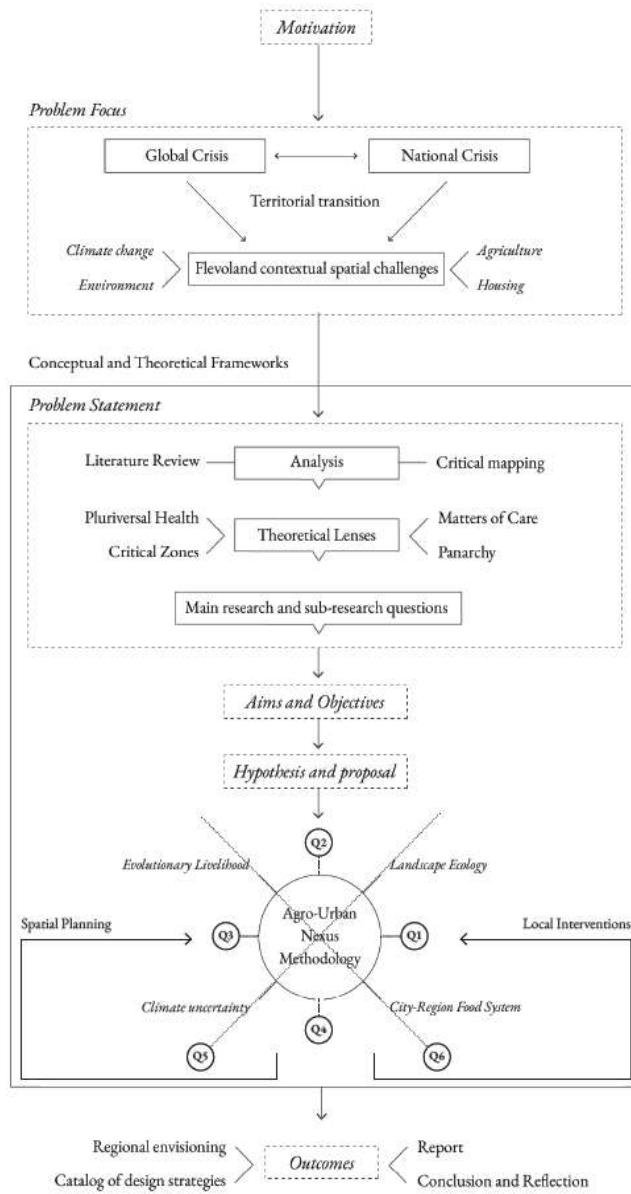 Motivation
Problem Focus
Global Crisis
National Crisis
Territorial transition
Climate change
Environment
Flevoland contextual spatial challenges
Agriculture
Housing
Conceptual and Theoretical Frameworks
Problem Statement
Literature Review
Analysis
Critical mapping
Pluriversal Health
Critical Zones
Theoretical Lenses
Matters of Care
Panarchy
Main research and sub-research questions
Aims and Objectives
Hypothesis and proposal
Q2
Evolutionary Livelihood
Landscape Ecology
Spatial Planning
Q3
Agro-Urban
Nexus
Methodology
Q1
Local Interventions
Climate uncertainty
City-Region Food System
Q4
Q5
Q6
Regional envisioning
Catalog of design strategies
Outcomes
Report
Conclusion and Reflection